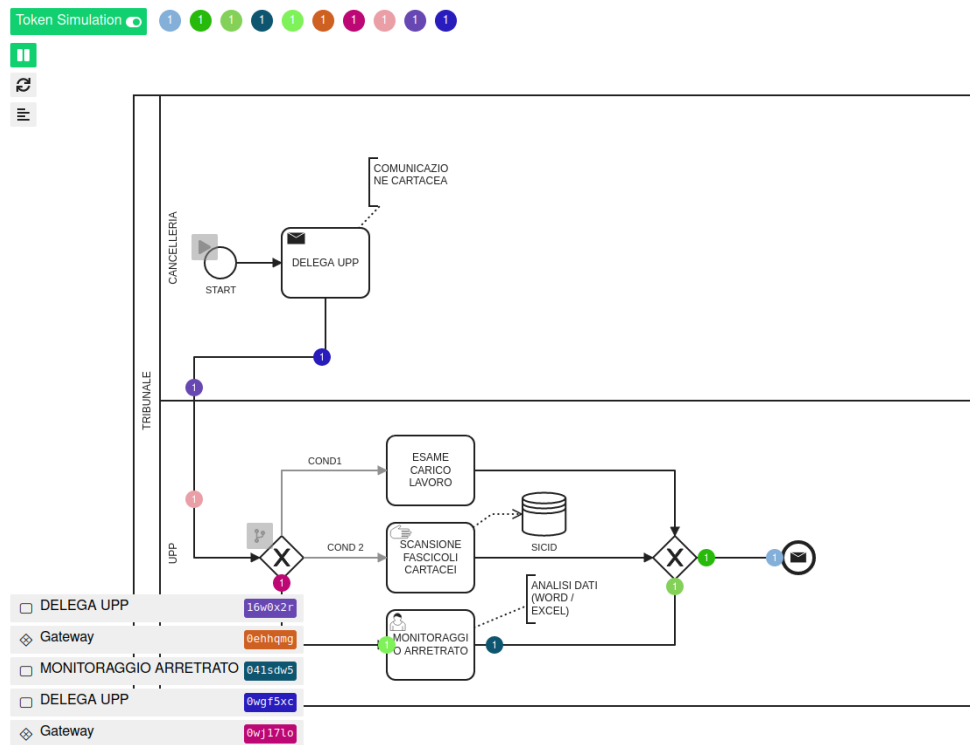 Token Simulation
1 1 1 1 1 1 1 1 1 1
COMUNICAZIO
NE CARTACEA
CANCELLERIA
DELEGA UPP
START
1
1
TRIBUNALE
ESAME
CARICO
LAVORO
COND1
1
UPP
COND 2
SCANSIONE
FASCICOLI
CARTACEI
SICID
1
1
1
1
ANALISI DATI
(WORD /
EXCEL)
MONITORAGGI
O ARRETRATO
1
1
DELEGA UPP 16w0x2r
Gateway 0ehhqmg
MONITORAGGIO ARRETRATO 041sdw5
DELEGA UPP 0wgf5xc
Gateway 0wj17lo